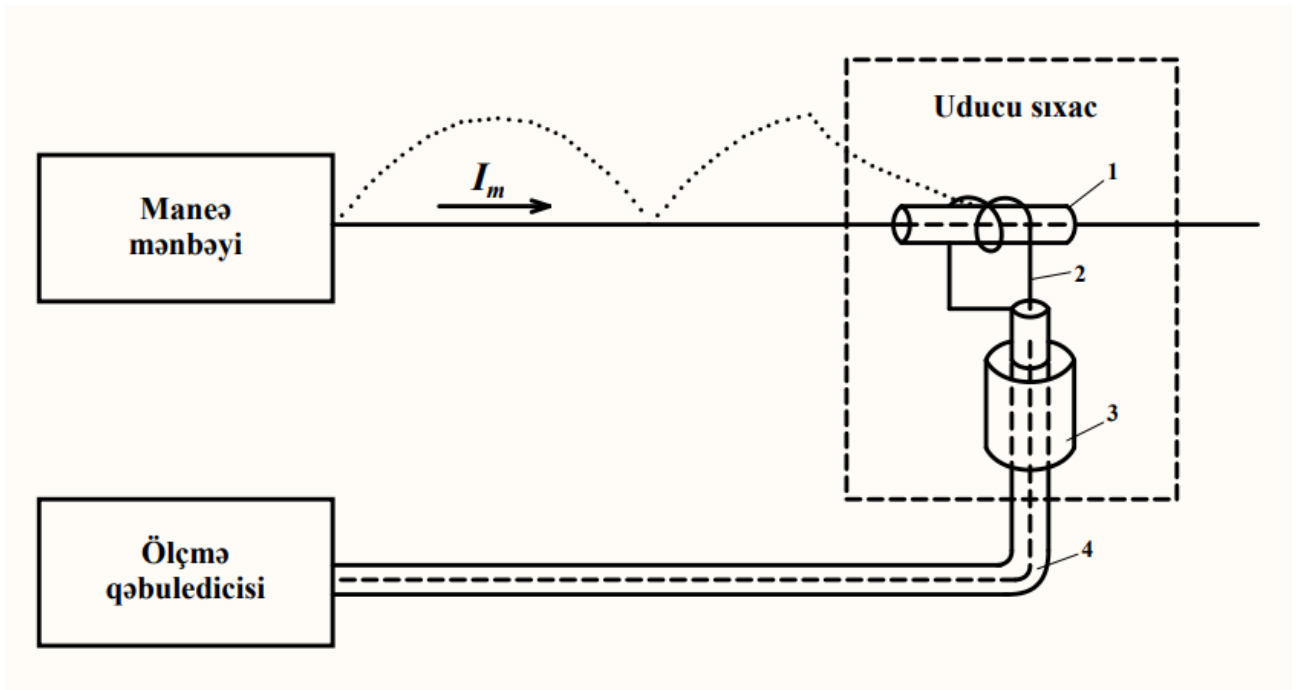 Uducu sıxac
1
Maneə
mənbəyi
I_m
2
3
Ölçmə
qəbuledicisi
4